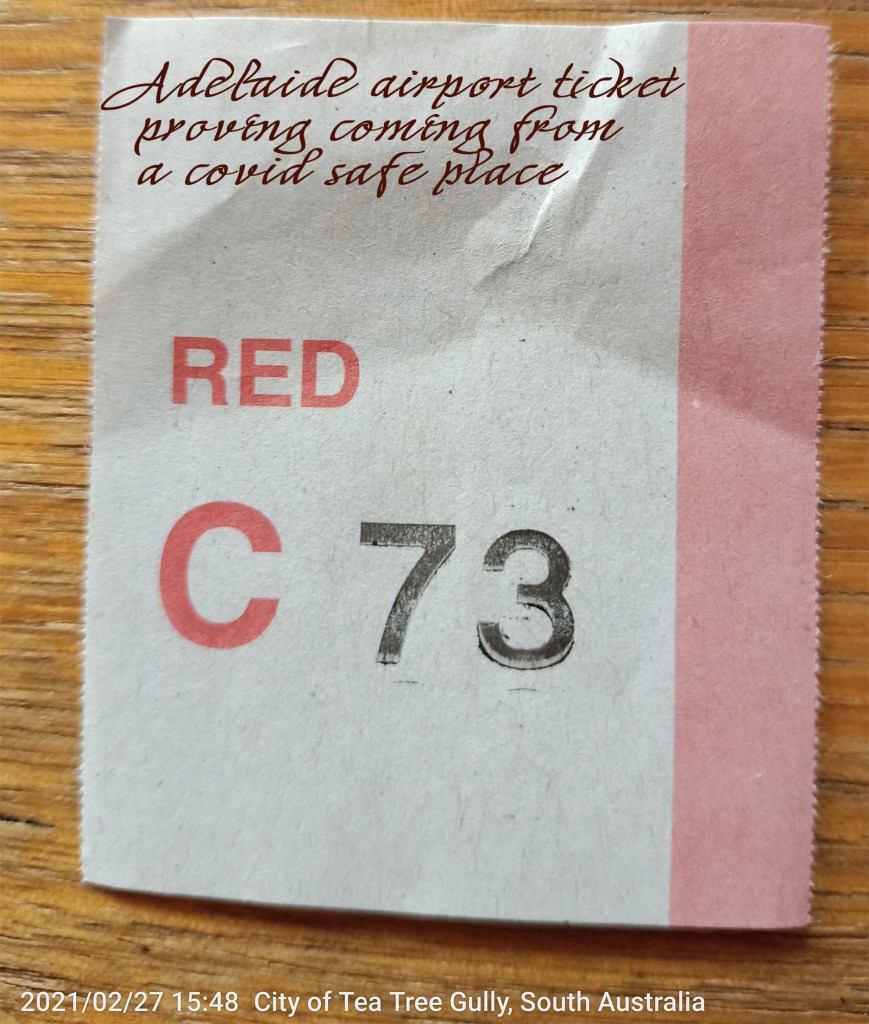 Adelaide airport ticket
proving coming from
a covid safe place
RED
C 73
2021/02/27 15:48 City of Tea Tree Gully, South Australia